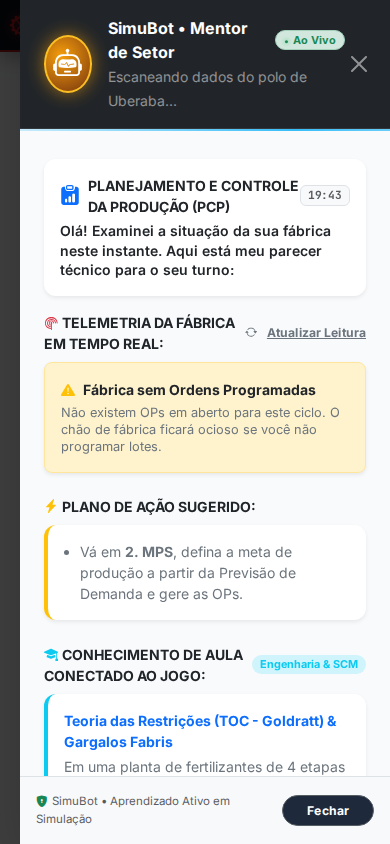 SimuBot • Mentor
de Setor
• Ao Vivo
Escaneando dados do polo de
Uberaba...
PLANEJAMENTO E CONTROLE
DA PRODUÇÃO (PCP)
19:43
Olá! Examinei a situação da sua fábrica
neste instante. Aqui está meu parecer
técnico para o seu turno:
TELEMETRIA DA FÁBRICA
EM TEMPO REAL:
Atualizar Leitura
Fábrica sem Ordens Programadas
Não existem OPs em aberto para este ciclo. O
chão de fábrica ficará ocioso se você não
programar lotes.
PLANO DE AÇÃO SUGERIDO:
• Vá em 2. MPS, defina a meta de
produção a partir da Previsão de
Demanda e gere as OPs.
CONHECIMENTO DE AULA
CONECTADO AO JOGO:
Engenharia & SCM
Teoria das Restrições (TOC - Goldratt) &
Gargalos Fabris
Em uma planta de fertilizantes de 4 etapas
SimuBot • Aprendizado Ativo em
Simulação
Fechar